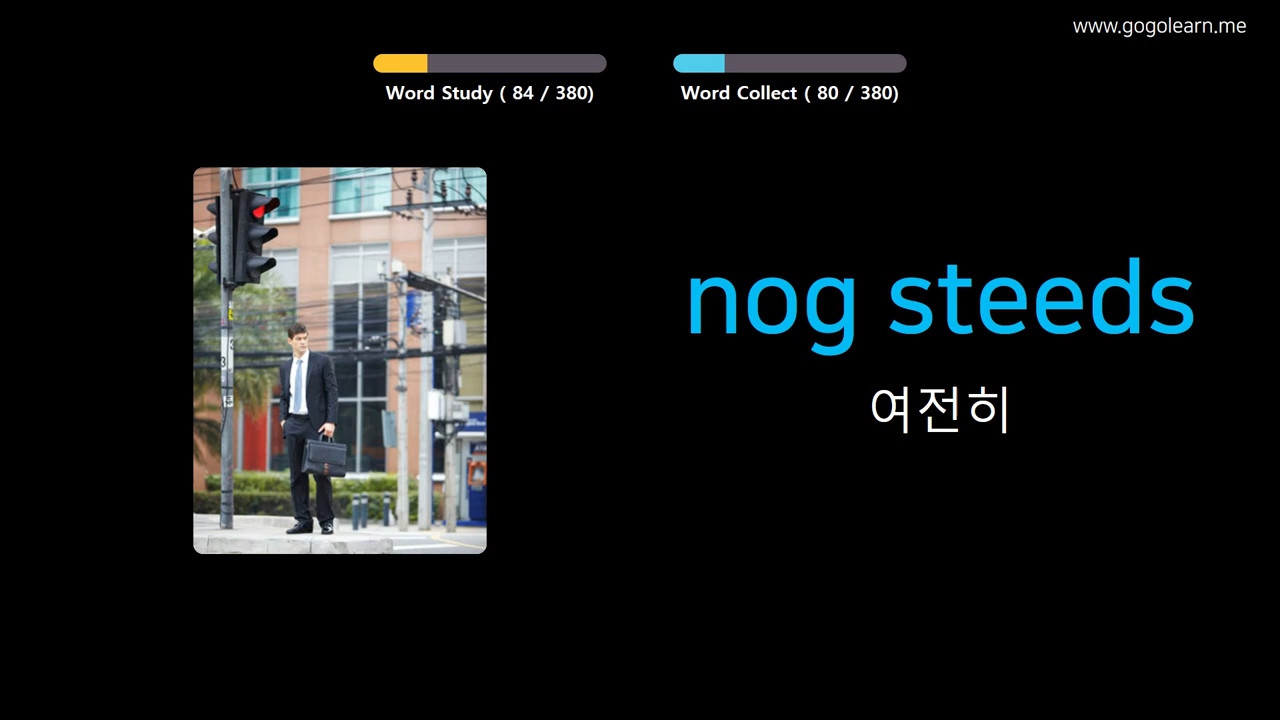 www.gogolearn.me
Word Study ( 84 / 380)
Word Collect ( 80 / 380)
nog steeds
여전히